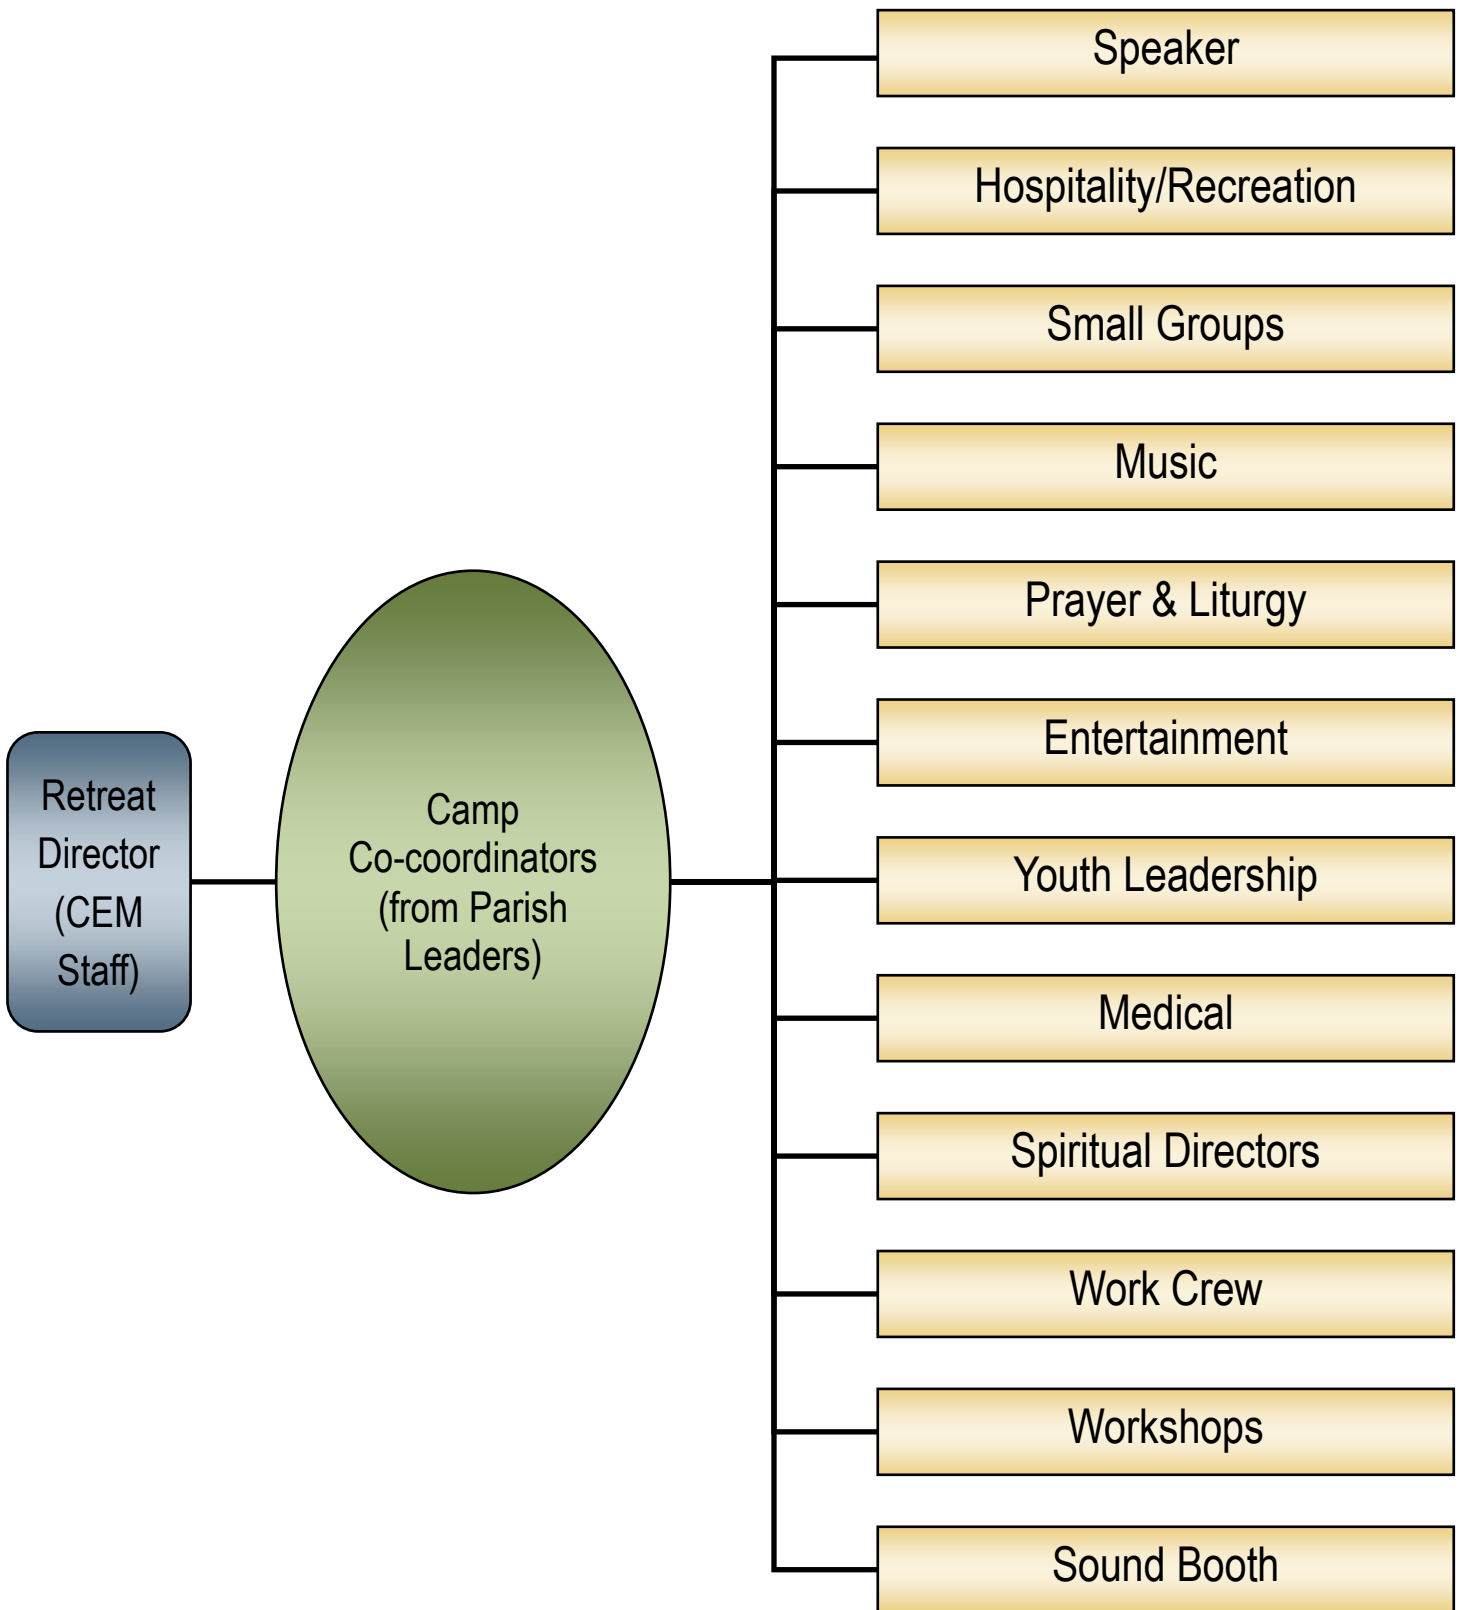 Speaker
Hospitality/Recreation
Small Groups
Music
Prayer & Liturgy
Entertainment
Youth Leadership
Medical
Spiritual Directors
Work Crew
Workshops
Sound Booth
Camp
Co-coordinators
(from Parish
Leaders)
Retreat
Director
(CEM
Staff)